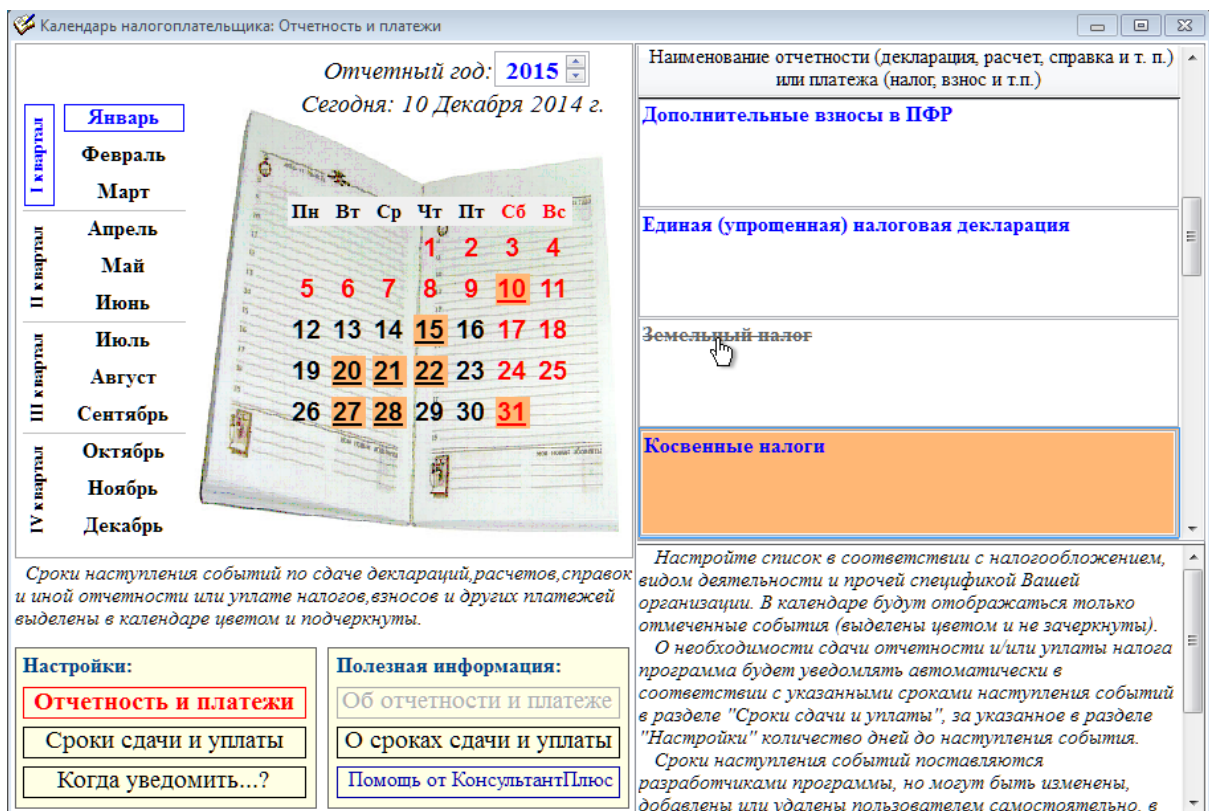 Календарь налогоплательщика: Отчетность и платежи
Отчетный год: 2015
Сегодня: 10 Декабря 2014 г.
I квартал
Январь
Февраль
Март
II квартал
Апрель
Май
Июнь
III квартал
Июль
Август
Сентябрь
IV квартал
Октябрь
Ноябрь
Декабрь
Пн Вт Ср Чт Пт Сб Вс
1 2 3 4
5 6 7 8 9 10 11
12 13 14 15 16 17 18
19 20 21 22 23 24 25
26 27 28 29 30 31
Сроки наступления событий по сдаче деклараций,расчетов,справок
и иной отчетности или уплате налогов,взносов и других платежей
выделены в календаре цветом и подчеркнуты.
Настройки:
Отчетность и платежи
Сроки сдачи и уплаты
Когда уведомить...?
Полезная информация:
Об отчетности и платеже
О сроках сдачи и уплаты
Помощь от КонсультантПлюс
Наименование отчетности (декларация, расчет, справка и т. п.)
или платежа (налог, взнос и т.п.)
Дополнительные взносы в ПФР
Единая (упрощенная) налоговая декларация
Земельный налог
Косвенные налоги
Настройте список в соответствии с налогообложением,
видом деятельности и прочей спецификой Вашей
организации. В календаре будут отображаться только
отмеченные события (выделены цветом и не зачеркнуты).
О необходимости сдачи отчетности и/или уплаты налога
программа будет уведомлять автоматически в
соответствии с указанными сроками наступления событий
в разделе "Сроки сдачи и уплаты", за указанное в разделе
"Настройки" количество дней до наступления события.
Сроки наступления событий поставляются
разработчиками программы, но могут быть изменены,
добавлены или удалены пользователем самостоятельно, в